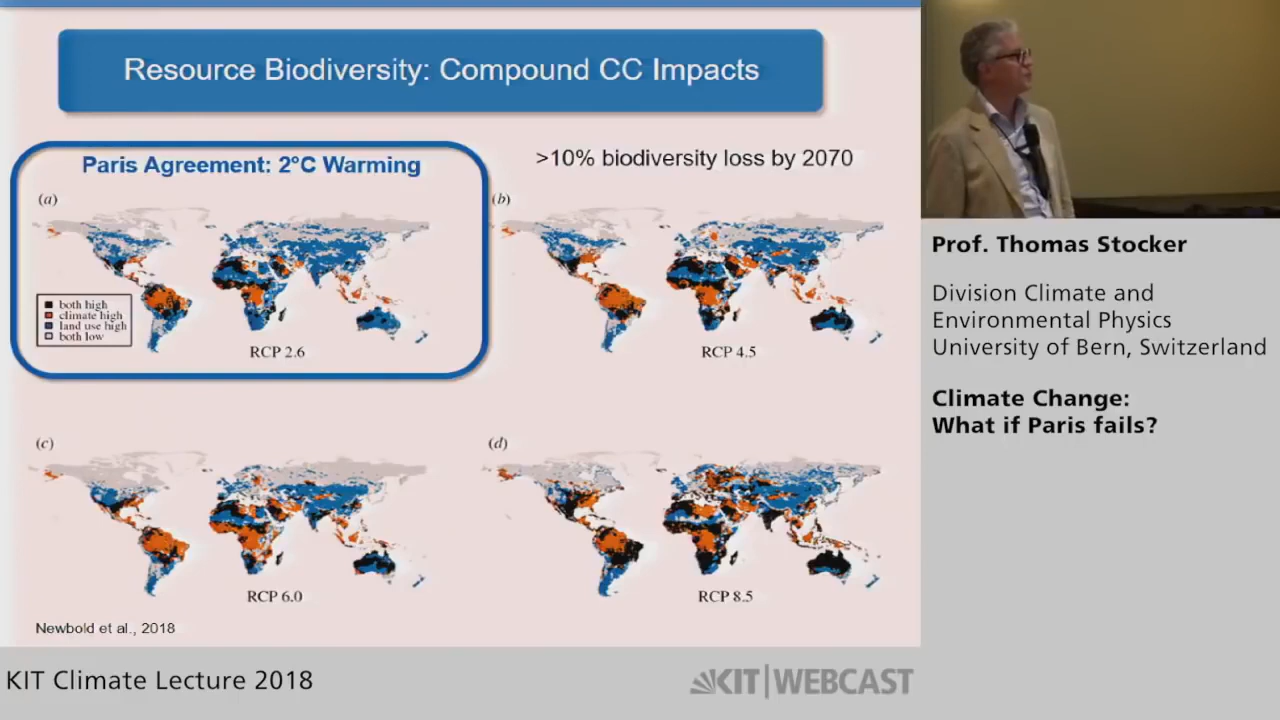 Resource Biodiversity: Compound CC Impacts
Paris Agreement: 2°C Warming
>10% biodiversity loss by 2070
(a)
both high
climate high
land use high
both low
RCP 2.6
(b)
RCP 4.5
(c)
RCP 6.0
(d)
RCP 8.5
Newbold et al., 2018
Prof. Thomas Stocker
Division Climate and
Environmental Physics
University of Bern, Switzerland
Climate Change:
What if Paris fails?
KIT Climate Lecture 2018
KIT|WEBCAST